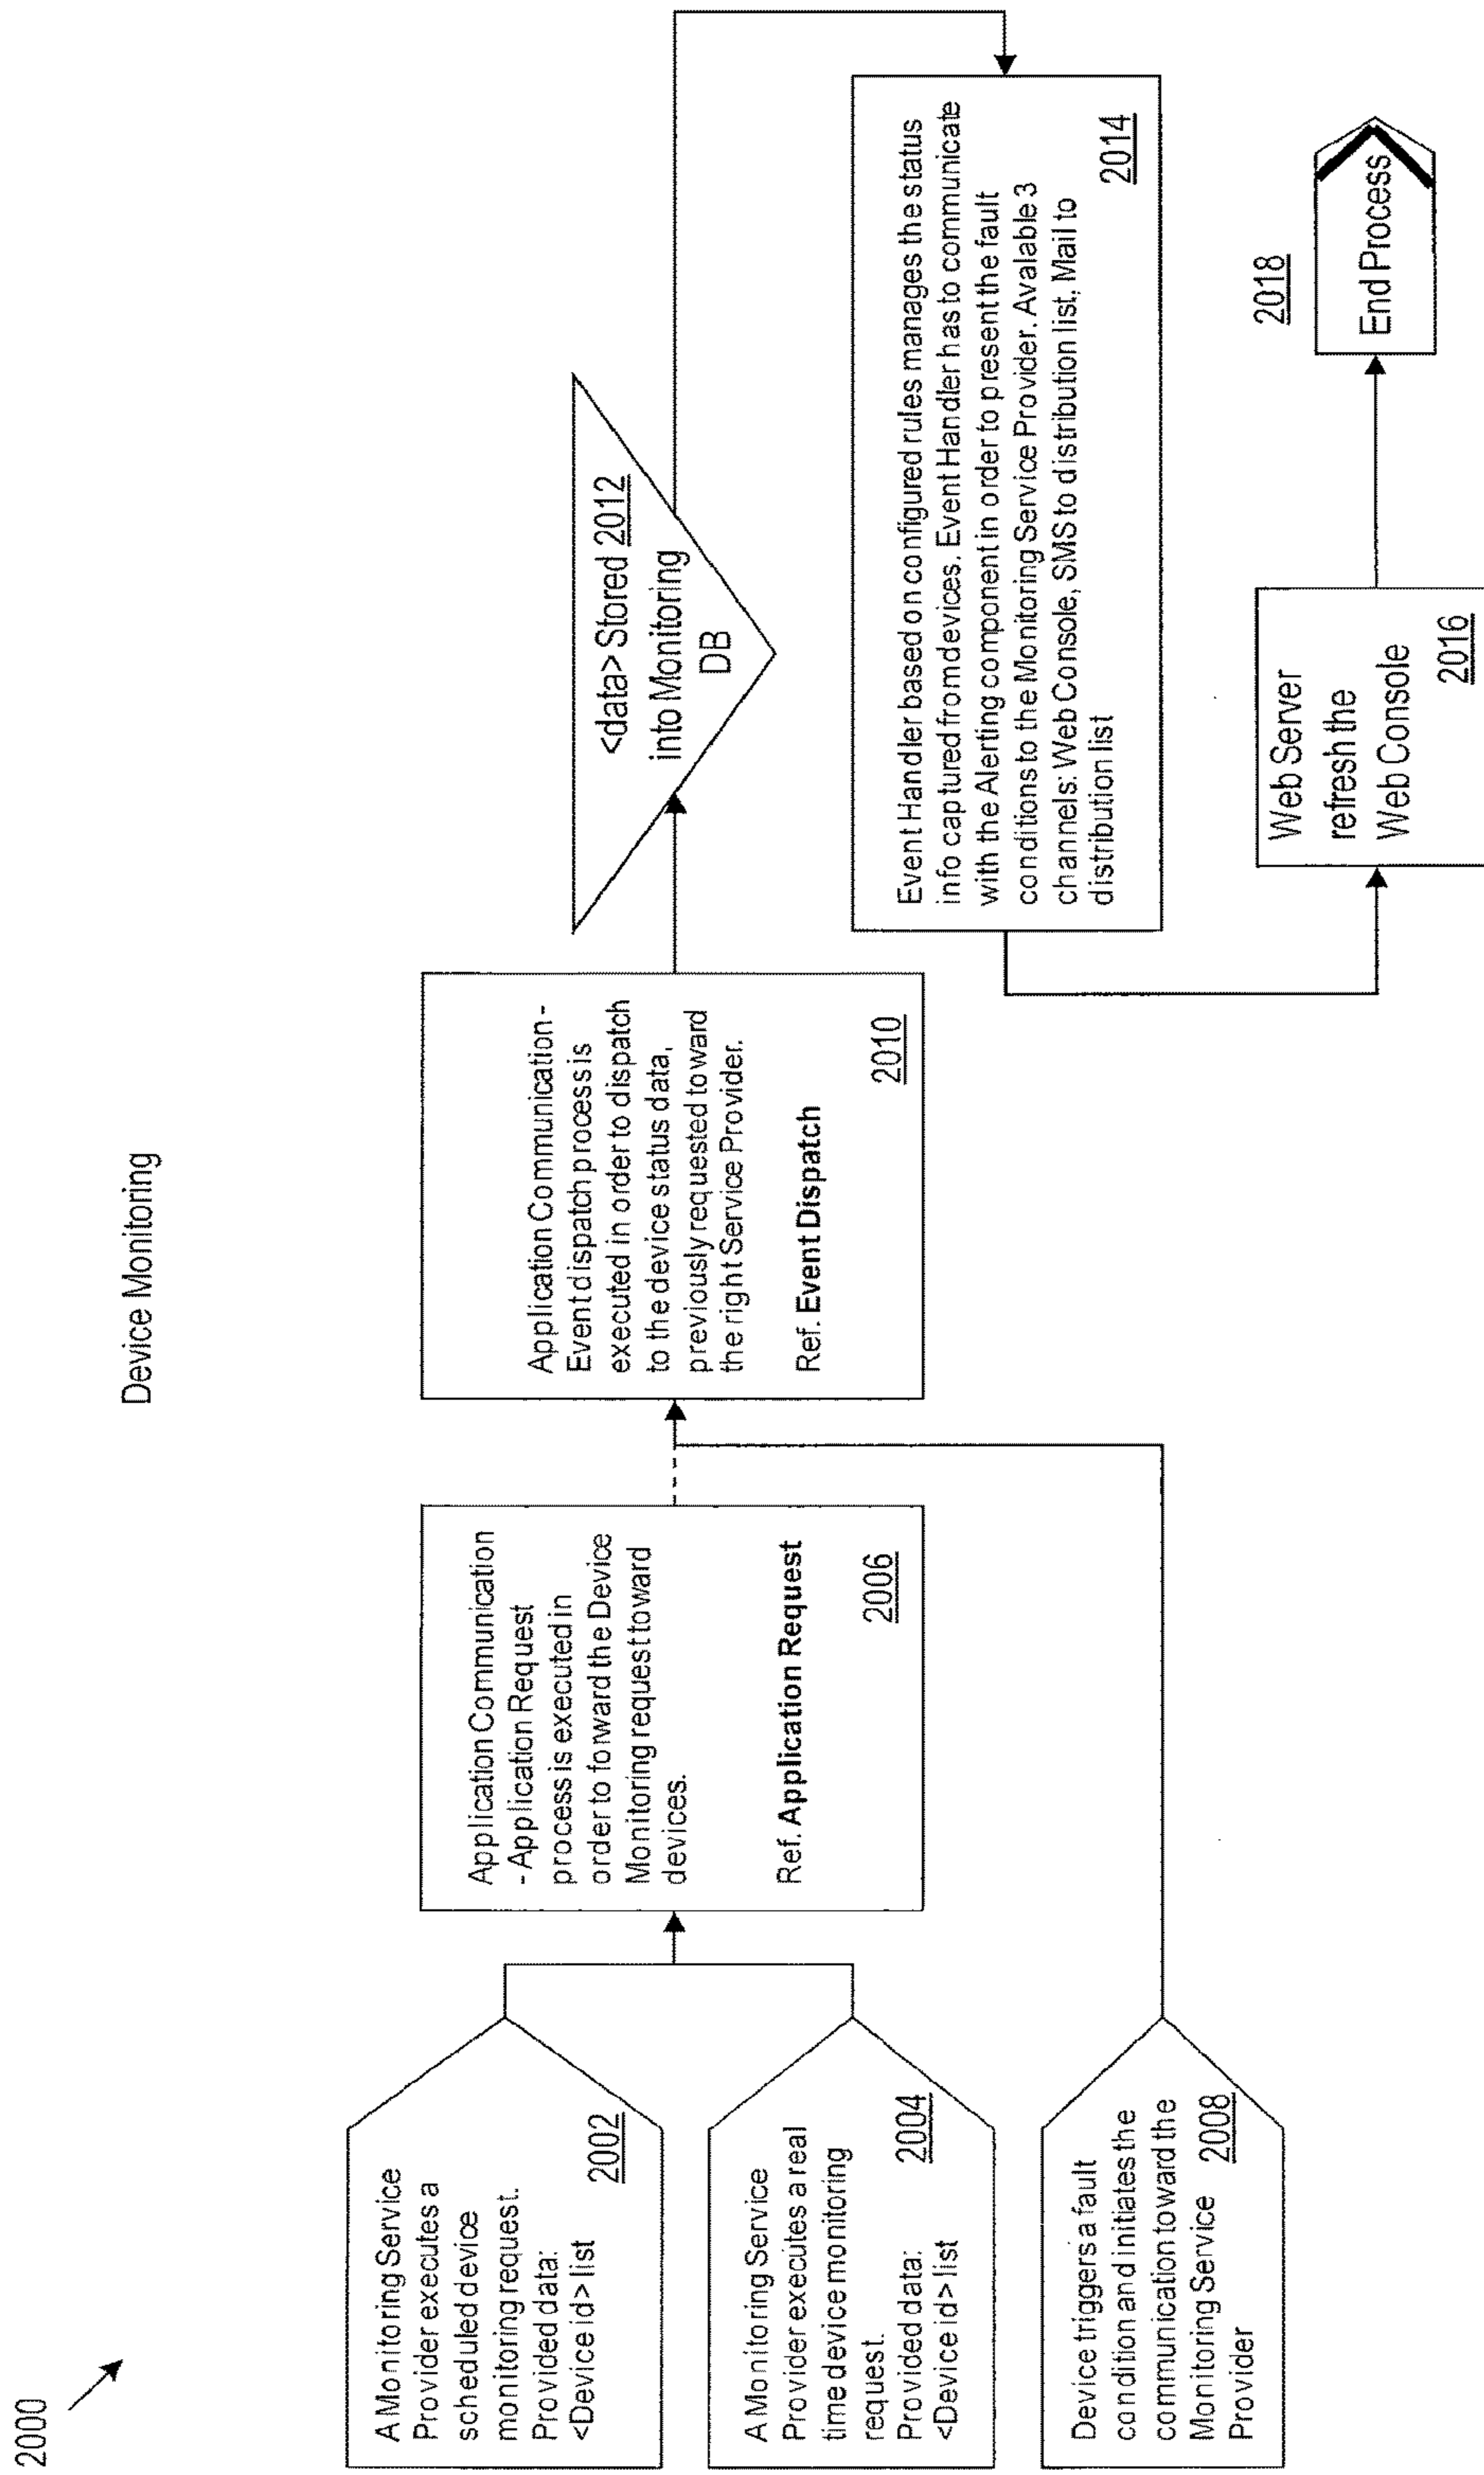 2000
Device Monitoring
A Monitoring Service
Provider executes a
scheduled device
monitoring request.
Provided data:
<Device id> list
2002
A Monitoring Service
Provider executes a real
time device monitoring
request.
Provided data:
<Device id> list
2004
Device triggers a fault
condition and initiates the
communication toward the
Monitoring Service
Provider
2008
Application Communication
- Application Request
process is executed in
order to forward the Device
Monitoring request toward
devices.
Ref. Application Request
2006
Application Communication -
Event dispatch process is
executed in order to dispatch
to the device status data,
previously requested toward
the right Service Provider.
Ref. Event Dispatch
2010
<data> Stored 2012
into Monitoring
DB
Event Handler based on configured rules manages the status
info captured from devices. Event Handler has to communicate
with the Alerting component in order to present the fault
conditions to the Monitoring Service Provider. Avalable 3
channels: Web Console, SMS to distribution list, Mail to
distribution list
2014
Web Server
refresh the
Web Console
2016
2018
End Process